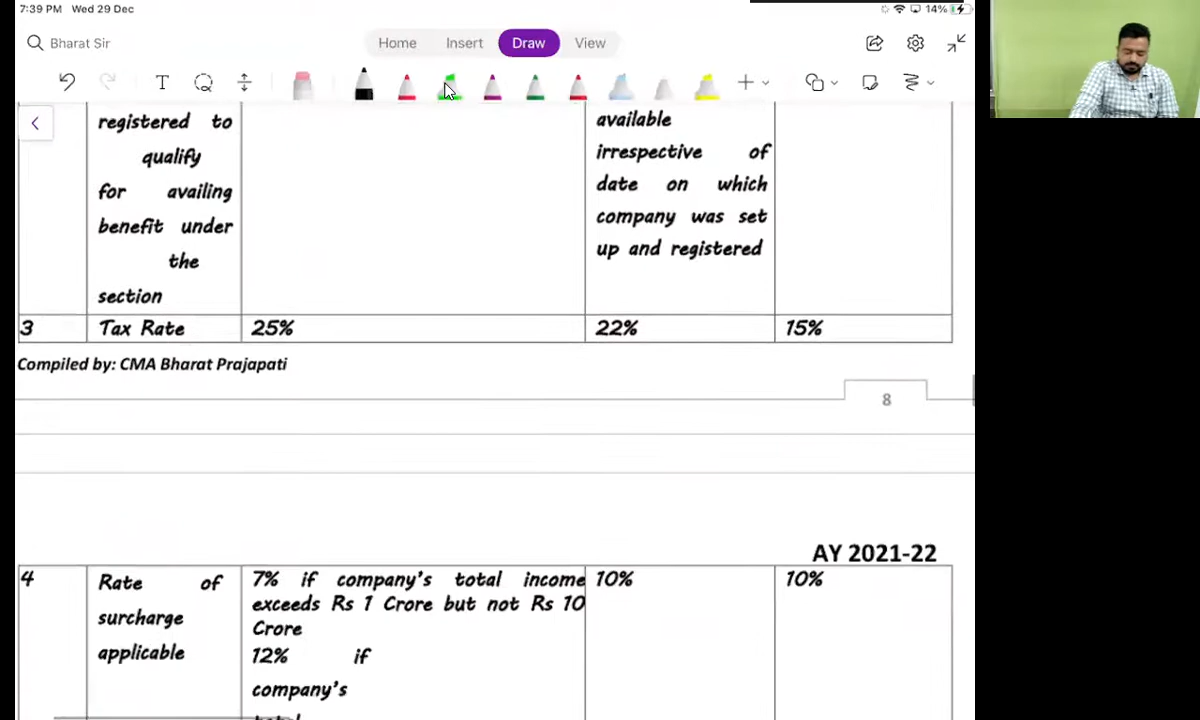 7:39 PM Wed 29 Dec
14%
Bharat Sir
Home Insert Draw View
T
registered to
qualify
for availing
benefit under
the
section
available
irrespective of
date on which
company was set
up and registered
3 Tax Rate 25% 22% 15%
Compiled by: CMA Bharat Prajapati
8
AY 2021-22
4
Rate of
surcharge
applicable
7% if company's total income
exceeds Rs 1 Crore but not Rs 10
Crore
12% if
company's
total
10%
10%